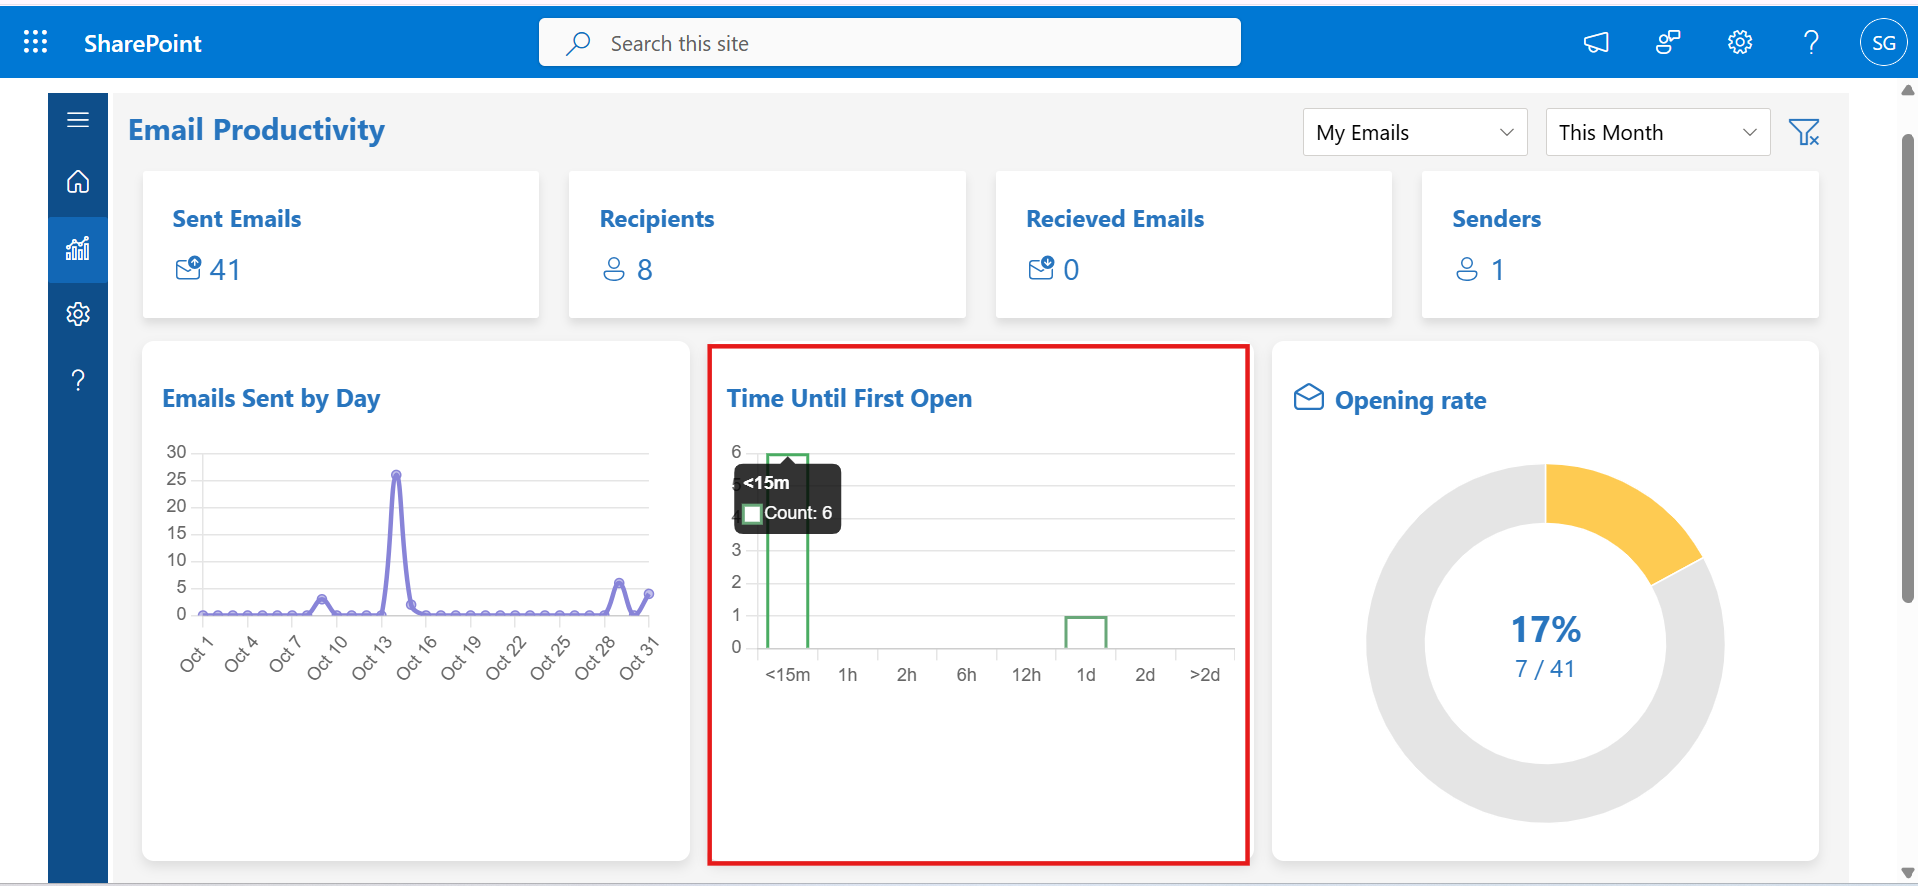 SharePoint
Search this site
SG
Email Productivity
My Emails
This Month
Sent Emails
41
Recipients
8
Recieved Emails
0
Senders
1
Emails Sent by Day
30
25
20
15
10
5
0
Oct 1
Oct 4
Oct 7
Oct 10
Oct 13
Oct 16
Oct 19
Oct 22
Oct 25
Oct 28
Oct 31
Time Until First Open
6
5
4
3
2
1
0
<15m
Count: 6
<15m
1h
2h
6h
12h
1d
2d
>2d
Opening rate
17%
7 / 41